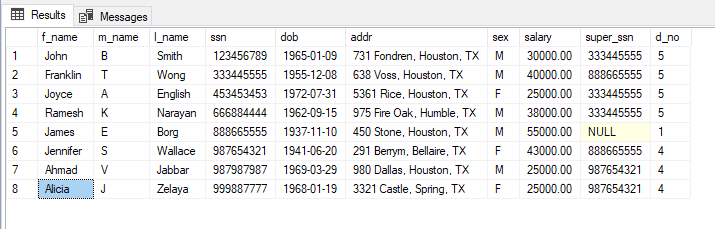 Results Messages
f_name m_name l_name ssn dob addr sex salary super_ssn d_no
1 John B Smith 123456789 1965-01-09 731 Fondren, Houston, TX M 30000.00 333445555 5
2 Franklin T Wong 333445555 1955-12-08 638 Voss, Houston, TX M 40000.00 888665555 5
3 Joyce A English 453453453 1972-07-31 5361 Rice, Houston, TX F 25000.00 333445555 5
4 Ramesh K Narayan 666884444 1962-09-15 975 Fire Oak, Humble, TX M 38000.00 333445555 5
5 James E Borg 888665555 1937-11-10 450 Stone, Houston, TX M 55000.00 NULL 1
6 Jennifer S Wallace 987654321 1941-06-20 291 Berrym, Bellaire, TX F 43000.00 888665555 4
7 Ahmad V Jabbar 987987987 1969-03-29 980 Dallas, Houston, TX M 25000.00 987654321 4
8 Alicia J Zelaya 999887777 1968-01-19 3321 Castle, Spring, TX F 25000.00 987654321 4